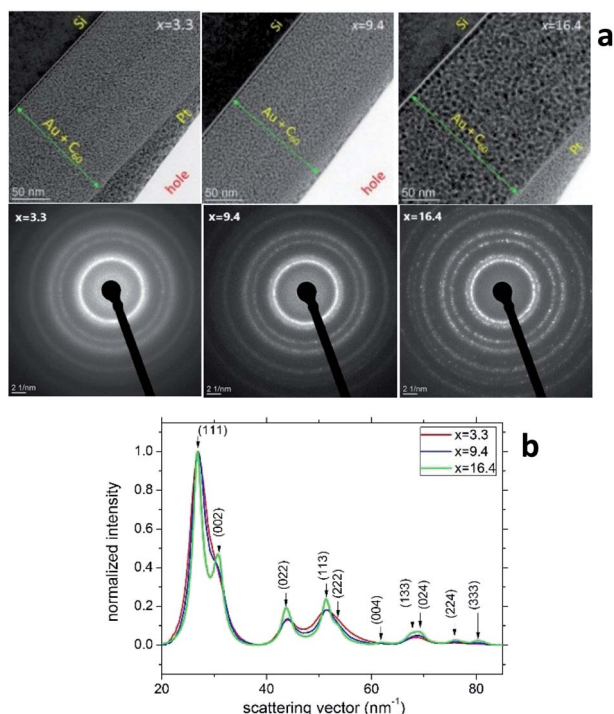 Si
x=3.3
Au + C60
Pt
hole
50 nm
Si
x=9.4
Au + C60
hole
50 nm
Si
x=16.4
a
Au + C60
Pt
50 nm
x=3.3
2 1/nm
x=9.4
2 1/nm
x=16.4
2 1/nm
b
(111)
(002)
(022)
(113)
(222)
(004)
(133)
(024)
(224)
(333)
x=3.3
x=9.4
x=16.4
1.0
0.8
0.6
0.4
0.2
0.0
normalized intensity
20 40 60 80
scattering vector (nm⁻¹)